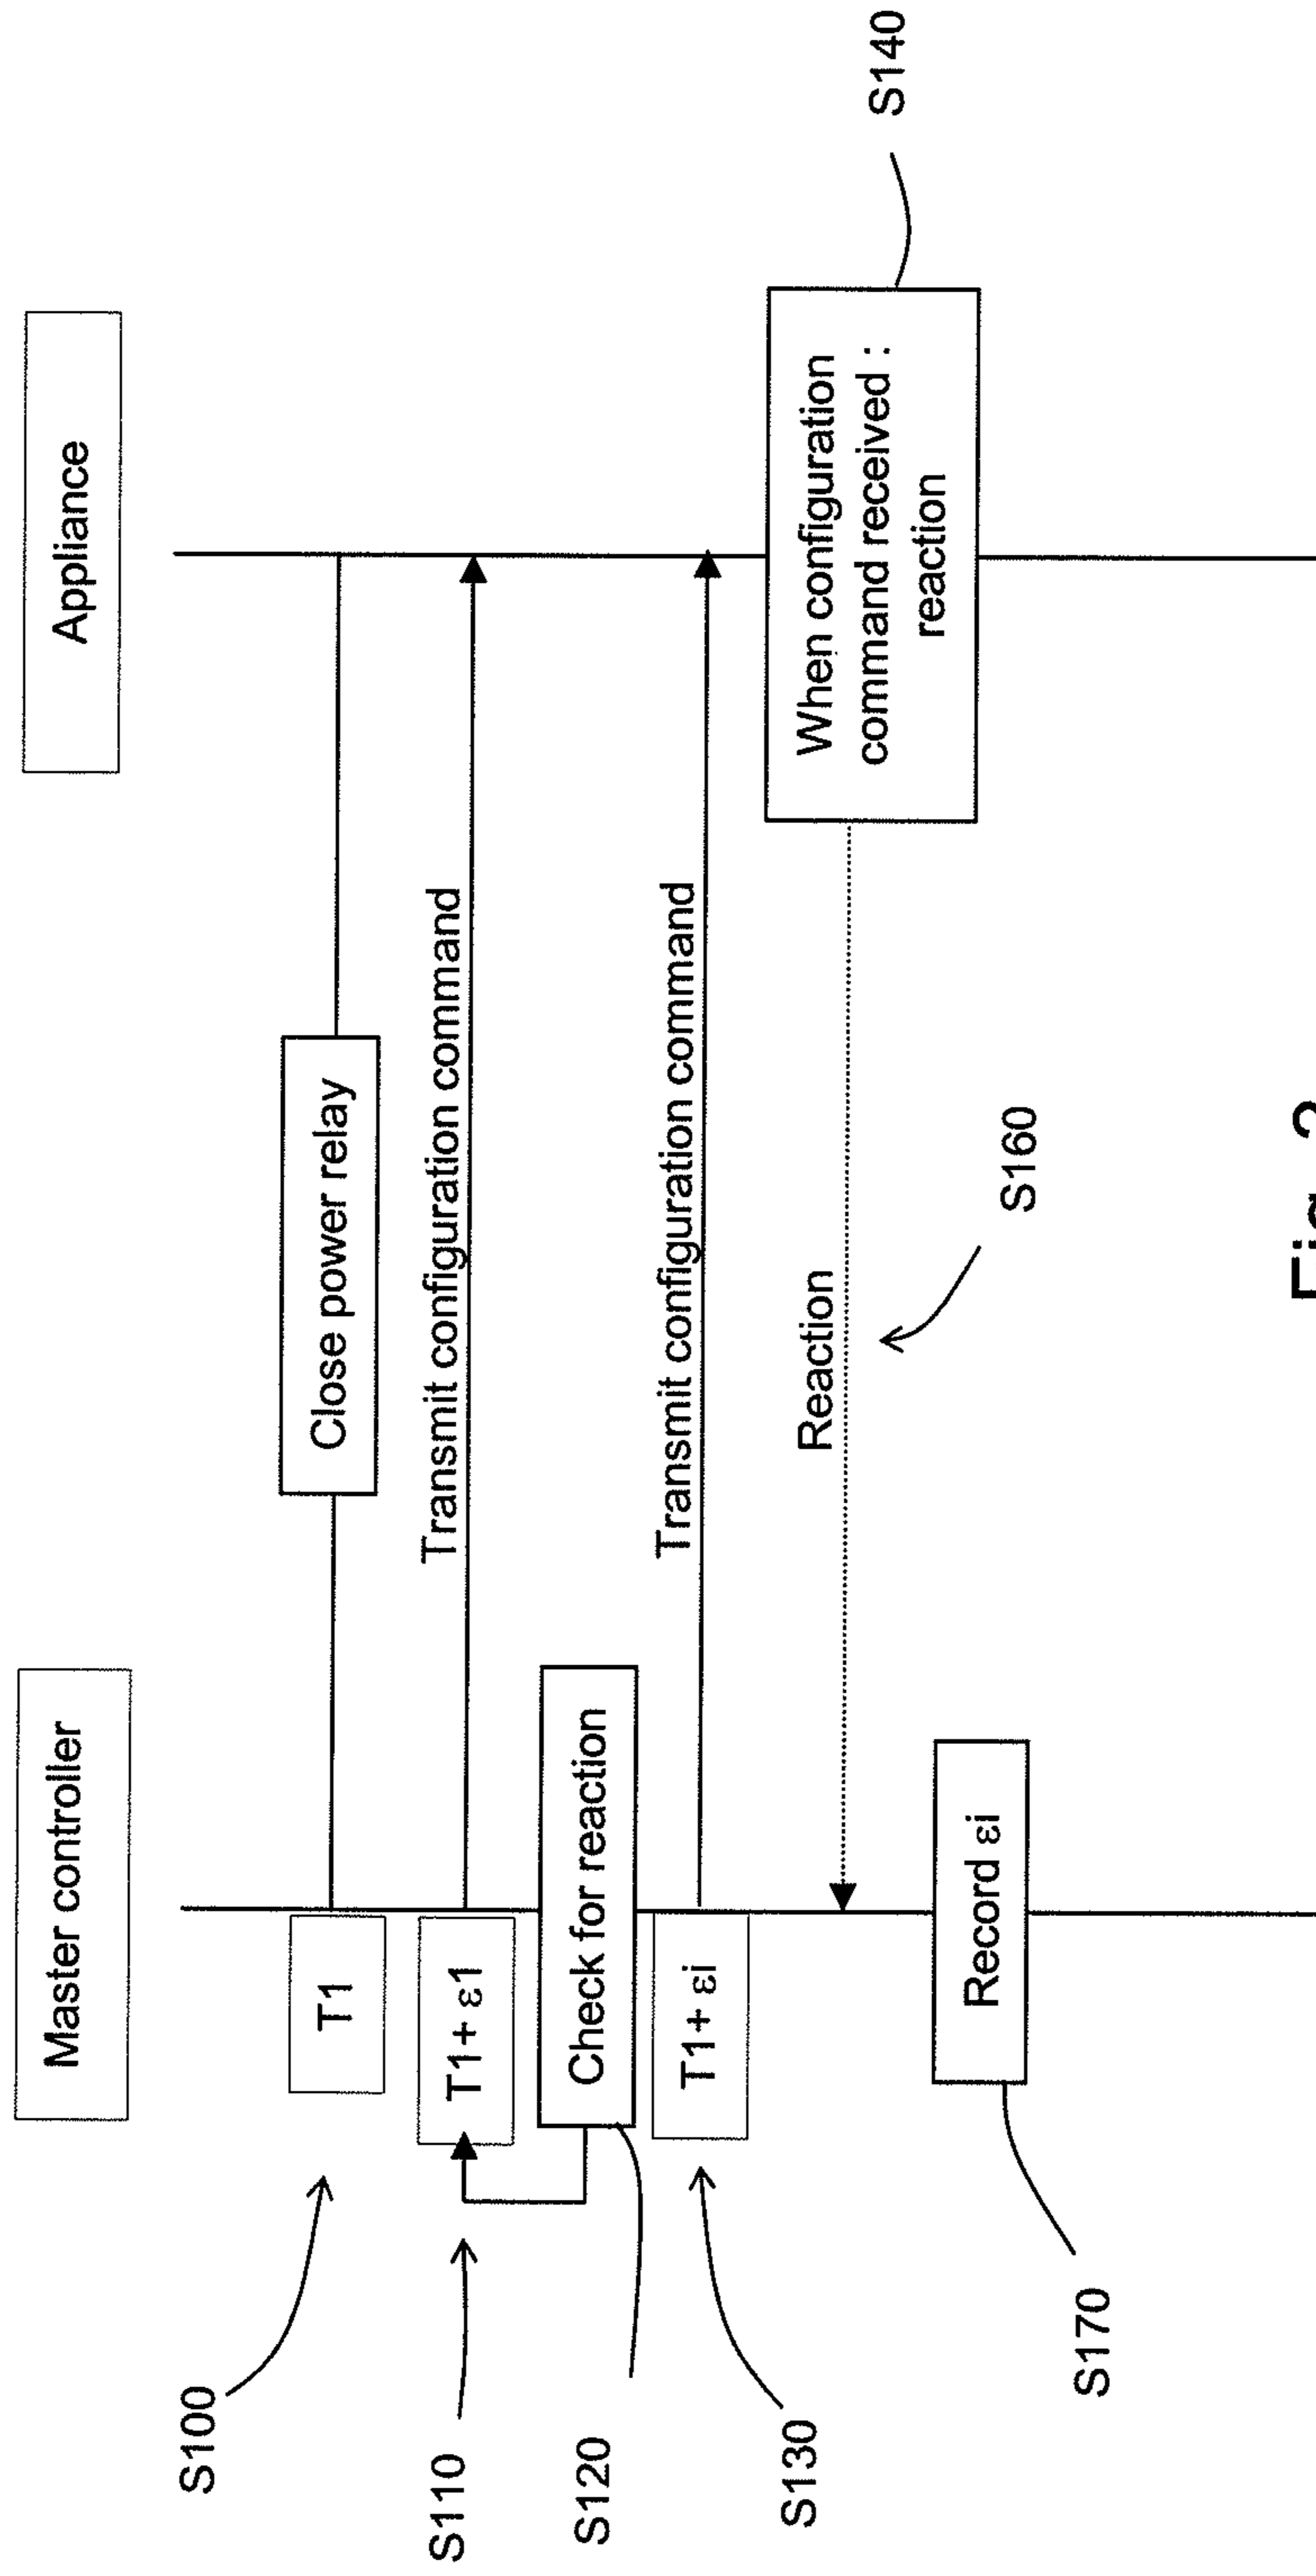 Master controller
Appliance
S100
T1
Close power relay
S110
T1+ ε1
Transmit configuration command
S120
Check for reaction
S130
T1+ εi
Transmit configuration command
When configuration
command received :
reaction
S140
Reaction
S160
S170
Record εi